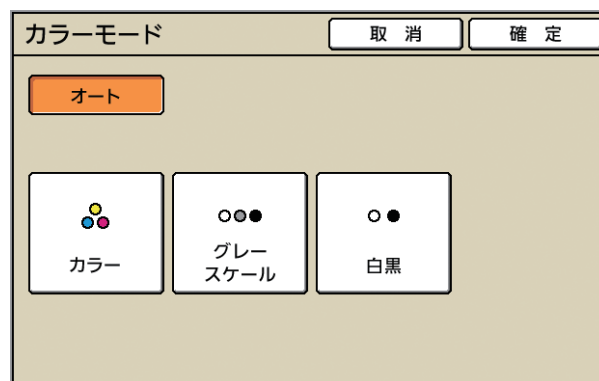 カラーモード
取 消
確 定
オート
カラー
グレー
スケール
白黒